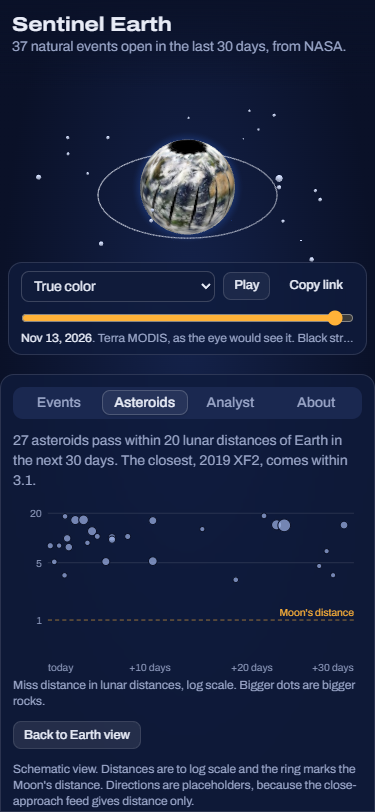 Sentinel Earth
37 natural events open in the last 30 days, from NASA.
True color
Play
Copy link
Nov 13, 2026. Terra MODIS, as the eye would see it. Black str...
Events
Asteroids
Analyst
About
27 asteroids pass within 20 lunar distances of Earth in
the next 30 days. The closest, 2019 XF2, comes within
3.1.
20
5
Moon's distance
1
today
+10 days
+20 days
+30 days
Miss distance in lunar distances, log scale. Bigger dots are bigger
rocks.
Back to Earth view
Schematic view. Distances are to log scale and the ring marks the
Moon's distance. Directions are placeholders, because the close-
approach feed gives distance only.